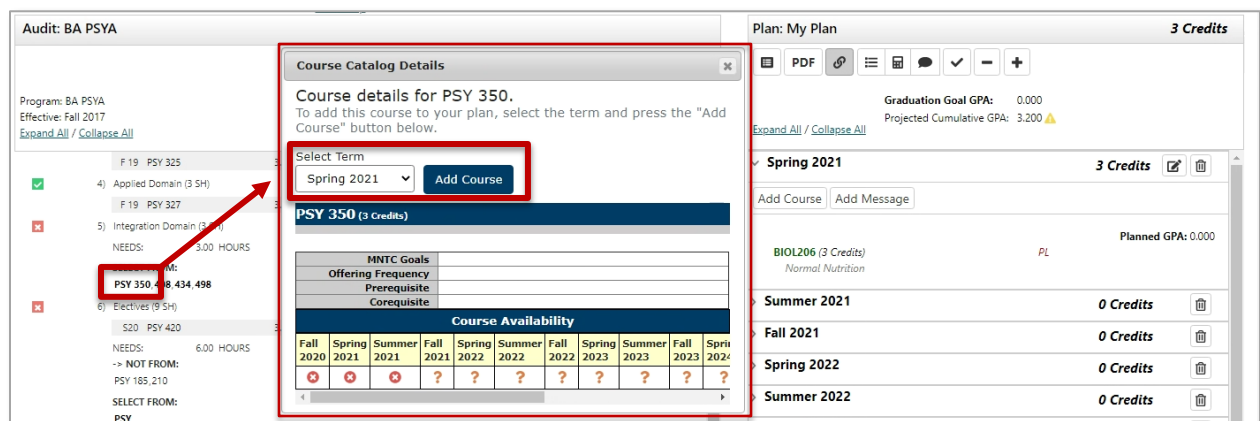 Audit: BA PSYA
Program: BA PSYA
Effective: Fall 2017
Expand All / Collapse All
F 19 PSY 325
4) Applied Domain (3 SH)
F 19 PSY 327
5) Integration Domain (3 SH)
NEEDS: 3.00 HOURS
SELECT FROM:
PSY 350,408,434,498
6) Electives (9 SH)
S20 PSY 420
NEEDS: 6.00 HOURS
-> NOT FROM:
PSY 185,210
SELECT FROM:
PSY
Course Catalog Details
Course details for PSY 350.
To add this course to your plan, select the term and press the "Add
Course" button below.
Select Term
Spring 2021 Add Course
PSY 350 (3 Credits)
MNTC Goals
Offering Frequency
Prerequisite
Corequisite
Course Availability
Fall 2020 Spring 2021 Summer 2021 Fall 2021 Spring 2022 Summer 2022 Fall 2022 Spring 2023 Summer 2023 Fall 2023 Spring 2024
? ? ? ? ? ? ? ?
Plan: My Plan 3 Credits
PDF
Graduation Goal GPA: 0.000
Projected Cumulative GPA: 3.200
Expand All / Collapse All
Spring 2021 3 Credits
Add Course Add Message
Planned GPA: 0.000
BIOL206 (3 Credits) PL
Normal Nutrition
Summer 2021 0 Credits
Fall 2021 0 Credits
Spring 2022 0 Credits
Summer 2022 0 Credits